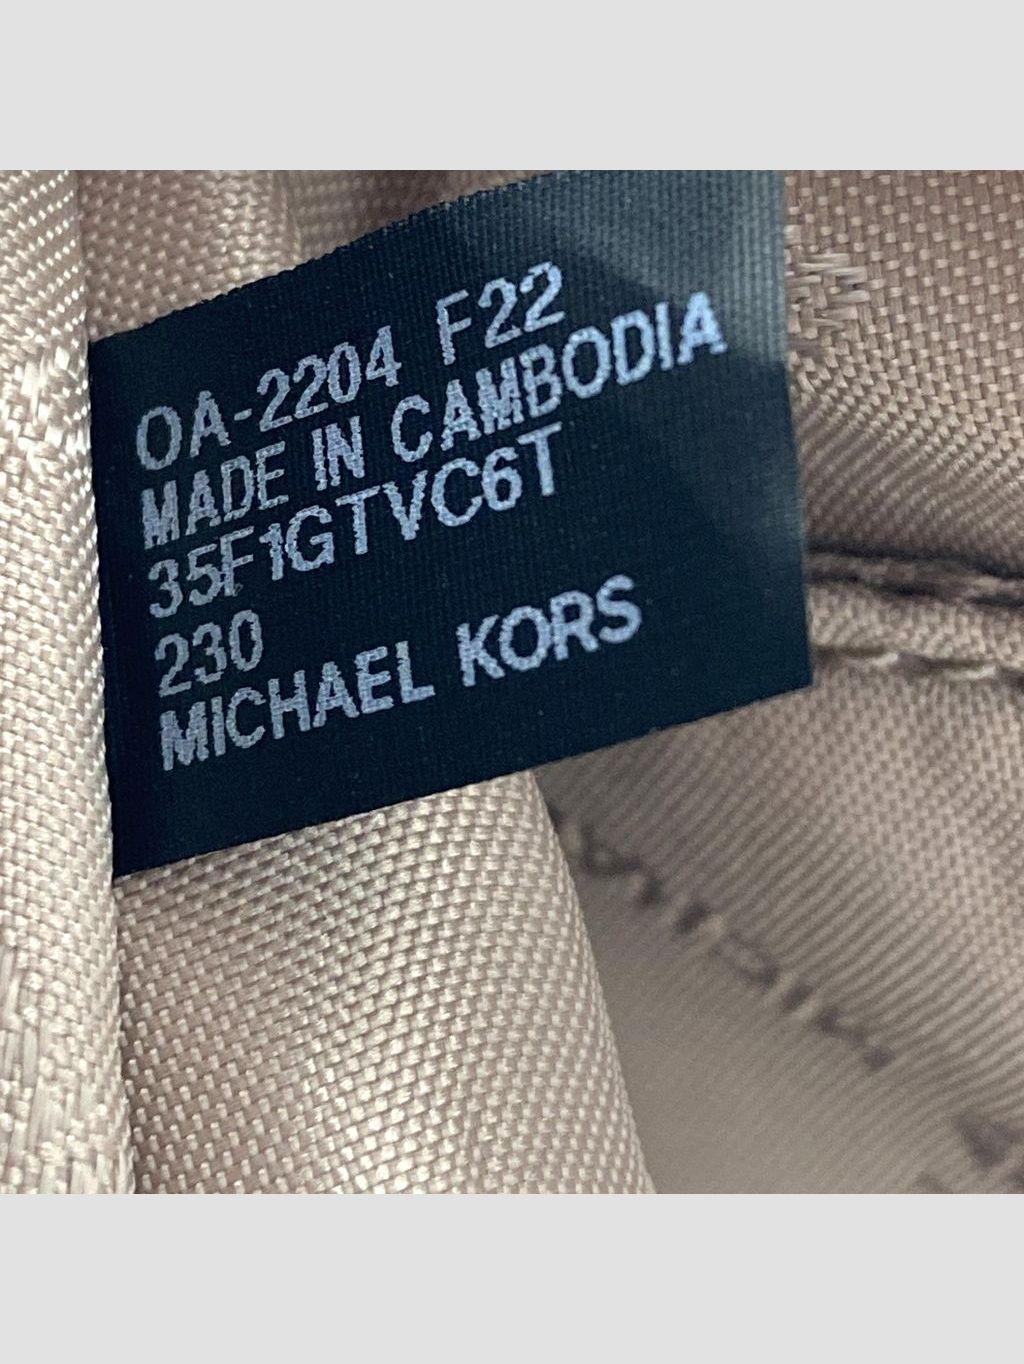 OA-2204 F22
MADE IN CAMBODIA
35F1GTVC6T
230
MICHAEL KORS